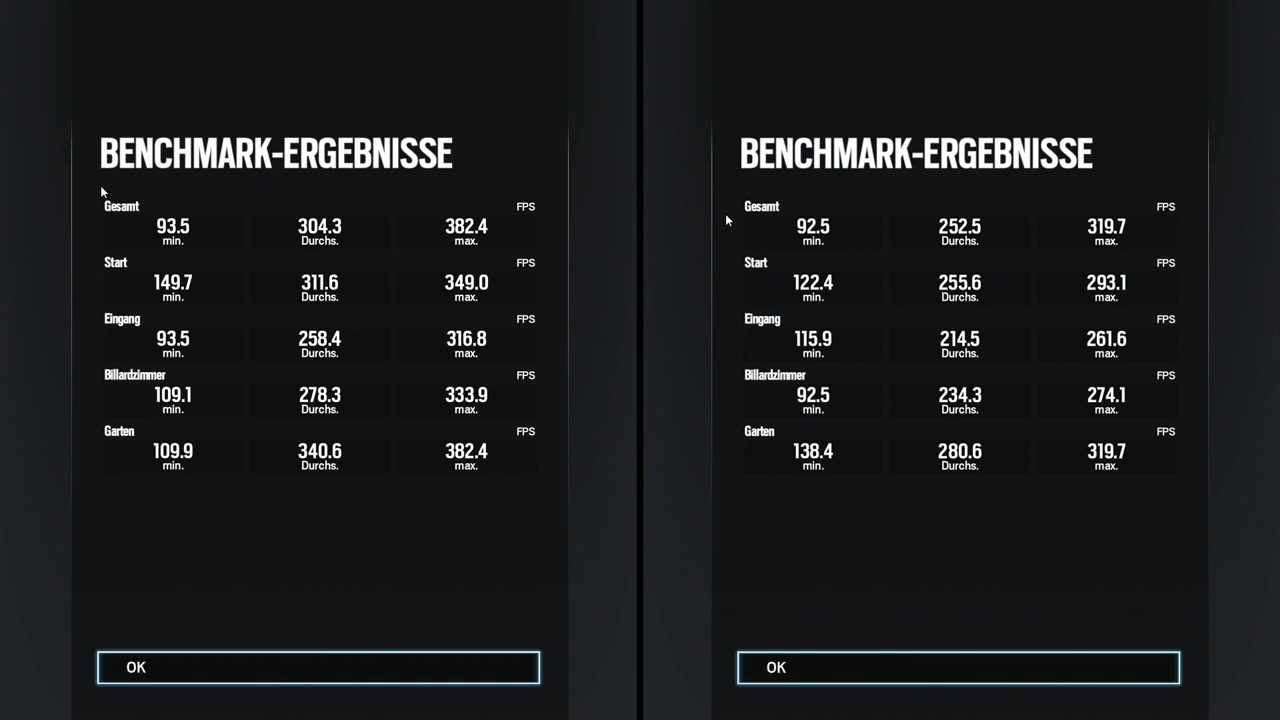 BENCHMARK-ERGEBNISSE
Gesamt FPS
93.5 304.3 382.4
min. Durchs. max.
Start FPS
149.7 311.6 349.0
min. Durchs. max.
Eingang FPS
93.5 258.4 316.8
min. Durchs. max.
Billardzimmer FPS
109.1 278.3 333.9
min. Durchs. max.
Garten FPS
109.9 340.6 382.4
min. Durchs. max.
OK
BENCHMARK-ERGEBNISSE
Gesamt FPS
92.5 252.5 319.7
min. Durchs. max.
Start FPS
122.4 255.6 293.1
min. Durchs. max.
Eingang FPS
115.9 214.5 261.6
min. Durchs. max.
Billardzimmer FPS
92.5 234.3 274.1
min. Durchs. max.
Garten FPS
138.4 280.6 319.7
min. Durchs. max.
OK